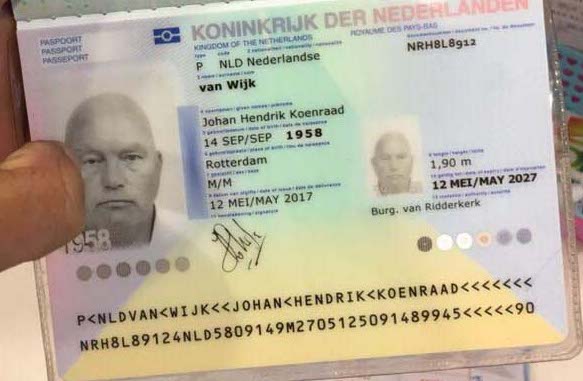 PASPOORT
PASSPORT
PASSEPORT
KONINKRIJK DER NEDERLANDEN
KINGDOM OF THE NETHERLANDS
ROYAUME DES PAYS-BAS
P NLD Nederlandse
NRH8L8912
van Wijk
Johan Hendrik Koenraad
14 SEP/SEP 1958
Rotterdam
1,90 m
M/M
12 MEI/MAY 2017
12 MEI/MAY 2027
Burg. van Ridderkerk
1958
P<NLDVAN<WIJK<<JOHAN<HENDRIK<KOENRAAD<<<<<<<
NRH8L89124NLD5809149M2705125091489945<<<<<90